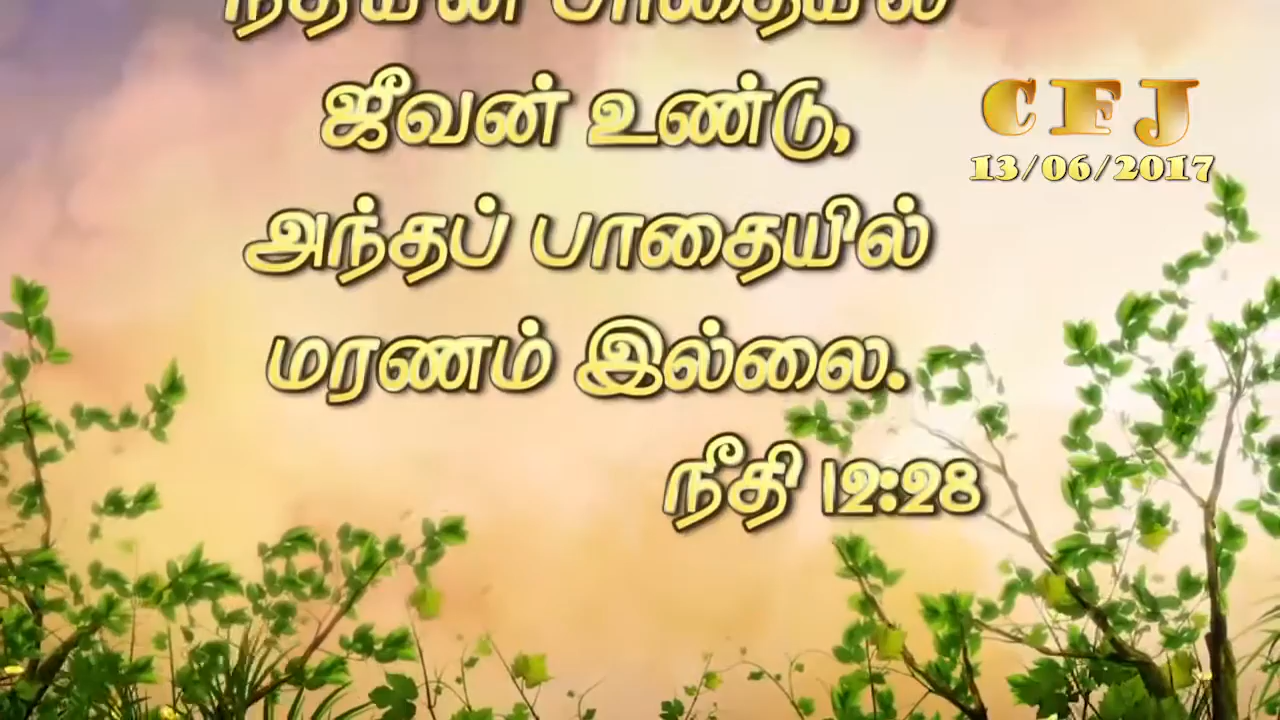 நீதியின் பாதையில்
ஜீவன் உண்டு,
அந்தப் பாதையில்
மரணம் இல்லை.
நீதி 12:28
CFJ
13/06/2017